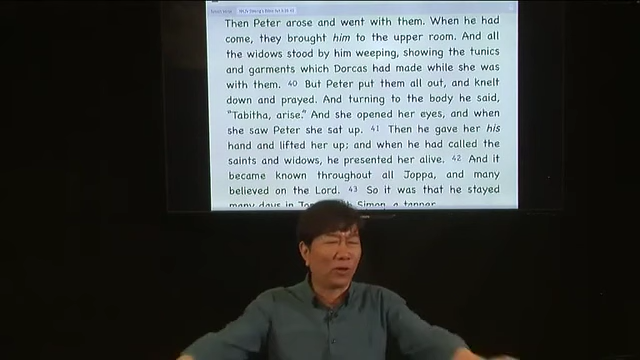 Then Peter arose and went with them. When he had
come, they brought him to the upper room. And all
the widows stood by him weeping, showing the tunics
and garments which Dorcas had made while she was
with them. 40 But Peter put them all out, and knelt
down and prayed. And turning to the body he said,
"Tabitha, arise." And she opened her eyes, and when
she saw Peter she sat up. 41 Then he gave her his
hand and lifted her up; and when he had called the
saints and widows, he presented her alive. 42 And it
became known throughout all Joppa, and many
believed on the Lord. 43 So it was that he stayed
many days in Simon, a tanner.